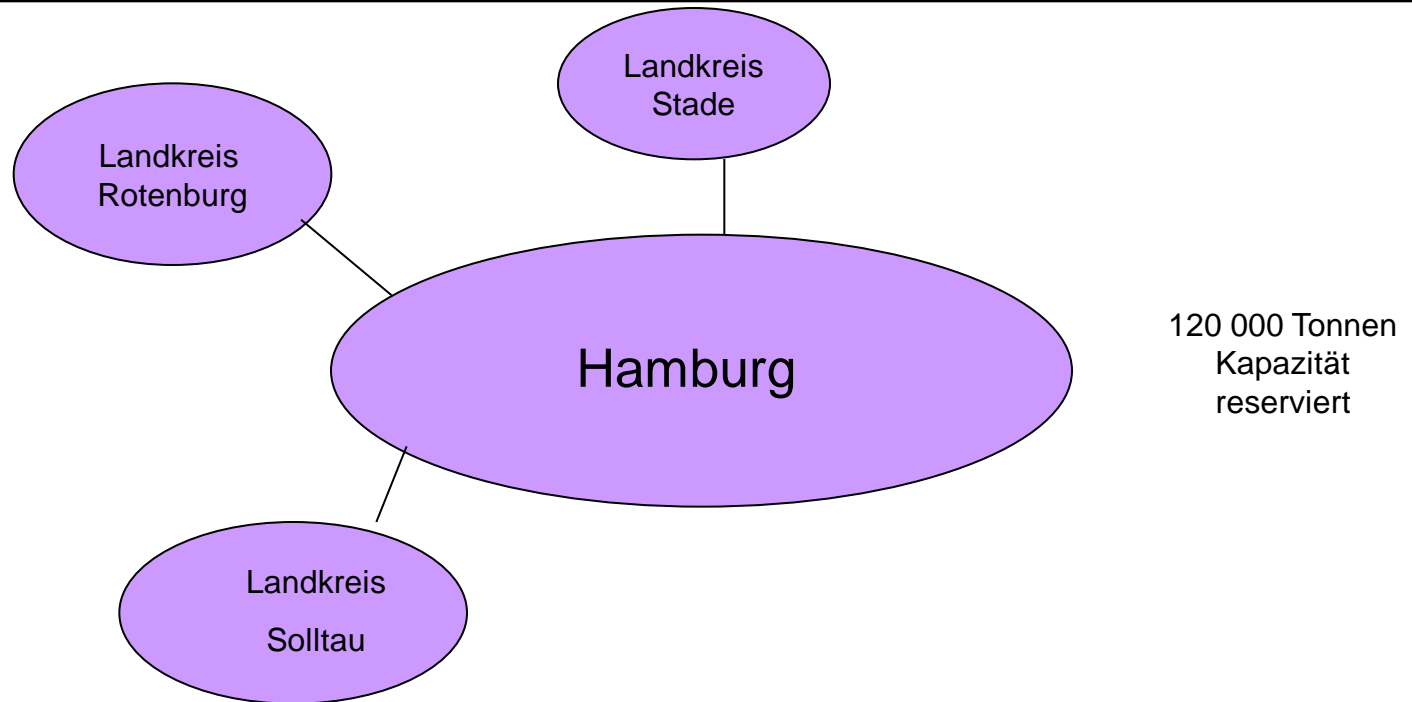 Landkreis
Stade
Landkreis
Rotenburg
Hamburg
120 000 Tonnen
Kapazität
reserviert
Landkreis
Solltau